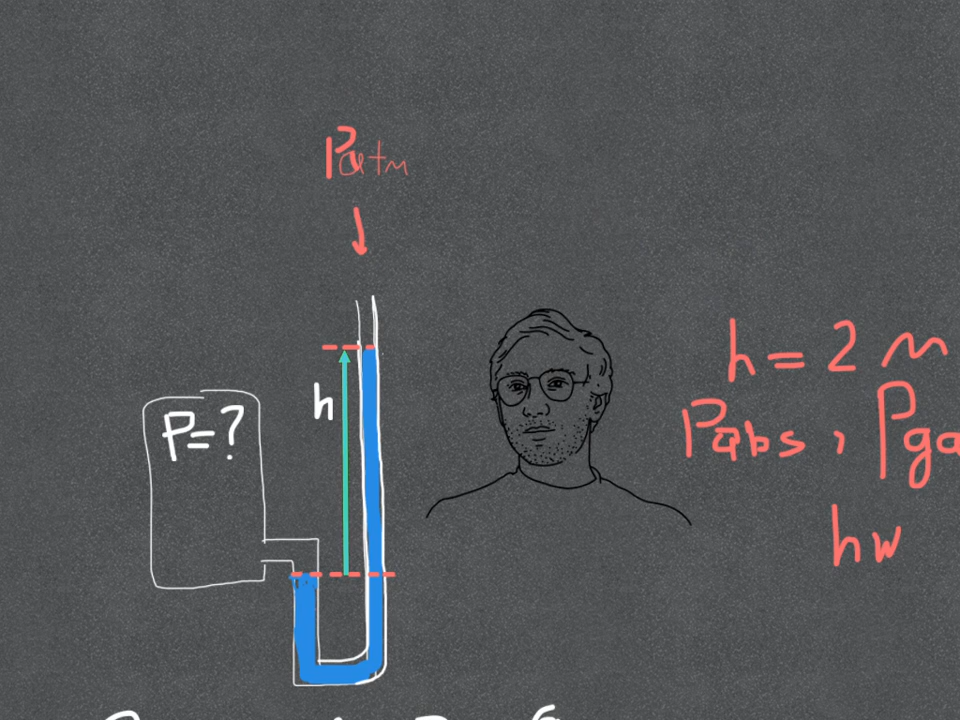 Patm
h = 2 m
h
P=?
Pabs, Pga
hw